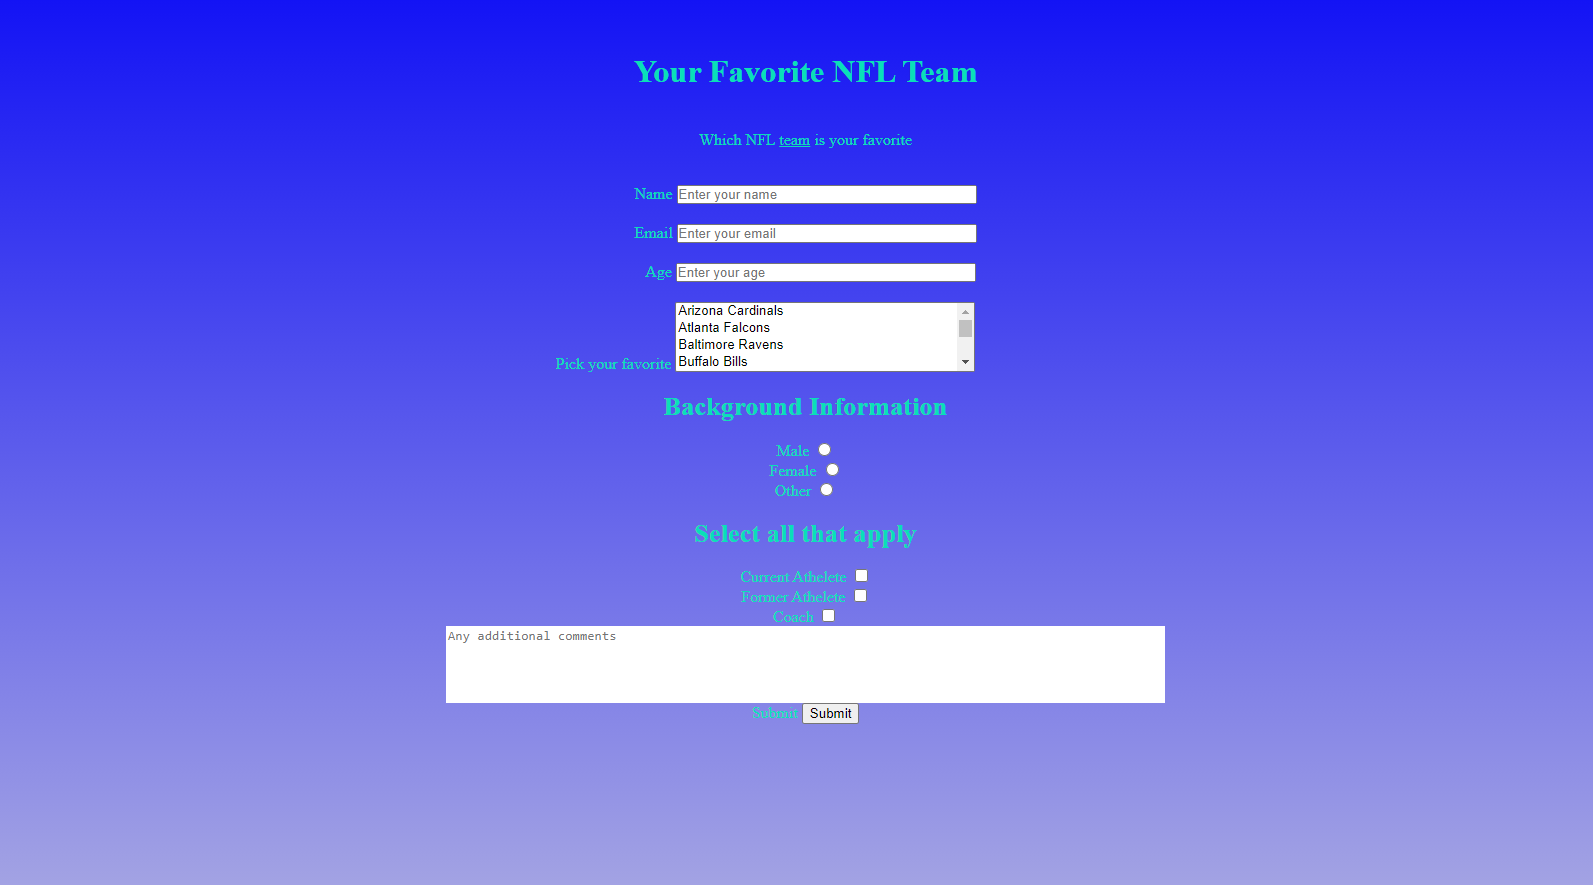 Your Favorite NFL Team
Which NFL team is your favorite
Name Enter your name
Email Enter your email
Age Enter your age
Arizona Cardinals
Atlanta Falcons
Baltimore Ravens
Buffalo Bills
Pick your favorite
Background Information
Male
Female
Other
Select all that apply
Current Athelete
Former Athelete
Coach
Any additional comments
Submit Submit